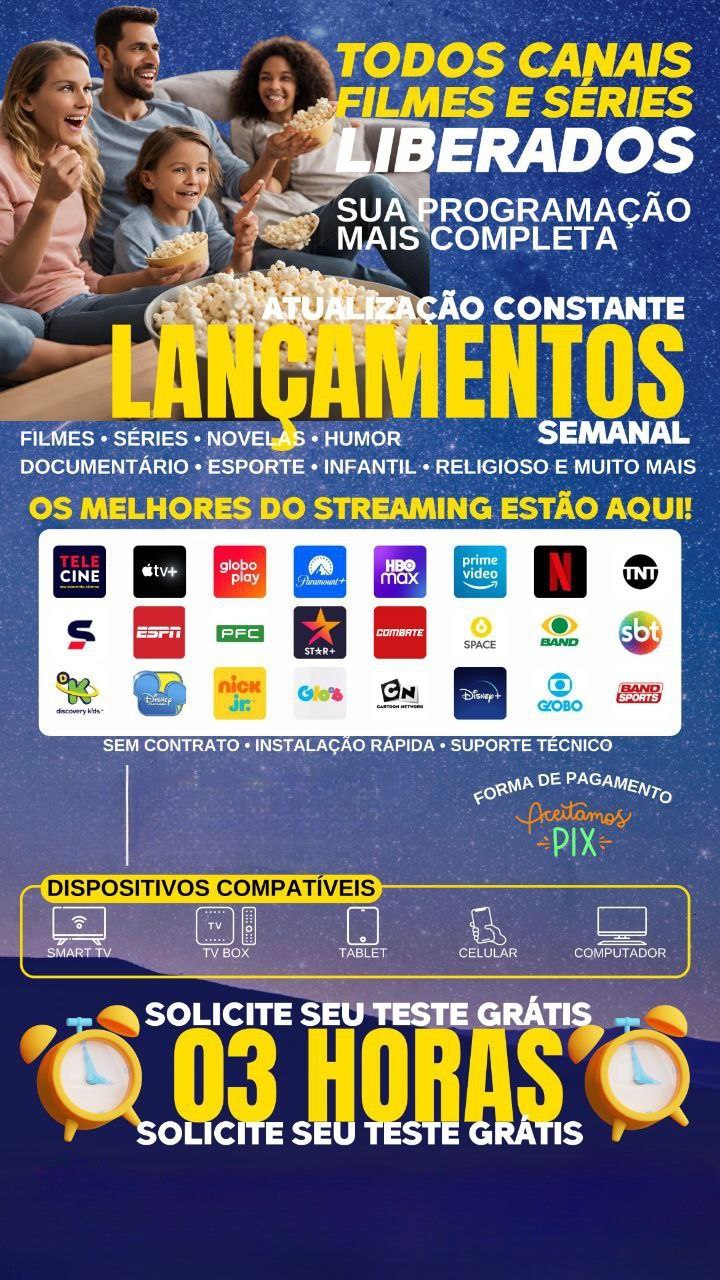 TODOS CANAIS
FILMES E SÉRIES
LIBERADOS
SUA PROGRAMAÇÃO
MAIS COMPLETA
ATUALIZAÇÃO CONSTANTE
LANÇAMENTOS
SEMANAL
FILMES • SÉRIES • NOVELAS • HUMOR
DOCUMENTÁRIO • ESPORTE • INFANTIL • RELIGIOSO E MUITO MAIS
OS MELHORES DO STREAMING ESTÃO AQUI!
TELE CINE tv+ globo play Paramount+ HBO max prime video N TNT
S ESPN PFC STAR+ COMBATE SPACE BAND sbt
DK discovery kids Disney nick jr. Gloob CN CARTOON NETWORK Disney+ GLOBO BAND SPORTS
SEM CONTRATO • INSTALAÇÃO RÁPIDA • SUPORTE TÉCNICO
FORMA DE PAGAMENTO
Aceitamos
PIX
DISPOSITIVOS COMPATÍVEIS
TV
SMART TV TV BOX TABLET CELULAR COMPUTADOR
SOLICITE SEU TESTE GRÁTIS
03 HORAS
SOLICITE SEU TESTE GRÁTIS